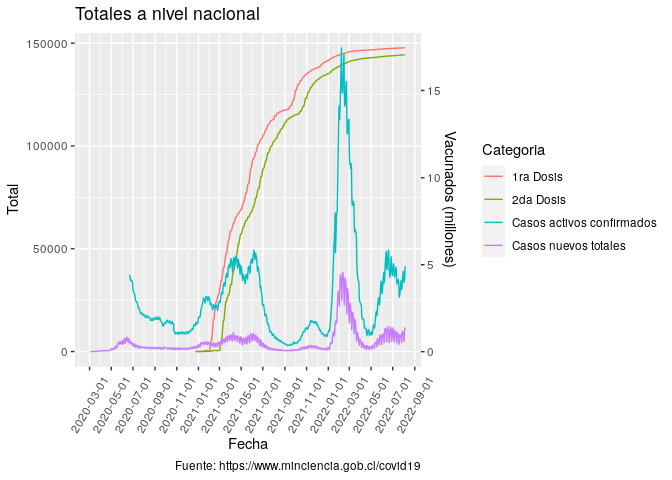 Totales a nivel nacional
150000
100000
50000
0
Total
15
10
5
0
Vacunados (millones)
2020-03-01
2020-05-01
2020-07-01
2020-09-01
2020-11-01
2021-01-01
2021-03-01
2021-05-01
2021-07-01
2021-09-01
2021-11-01
2022-01-01
2022-03-01
2022-05-01
2022-07-01
2022-09-01
Fecha
Categoria
1ra Dosis
2da Dosis
Casos activos confirmados
Casos nuevos totales
Fuente: https://www.minciencia.gob.cl/covid19